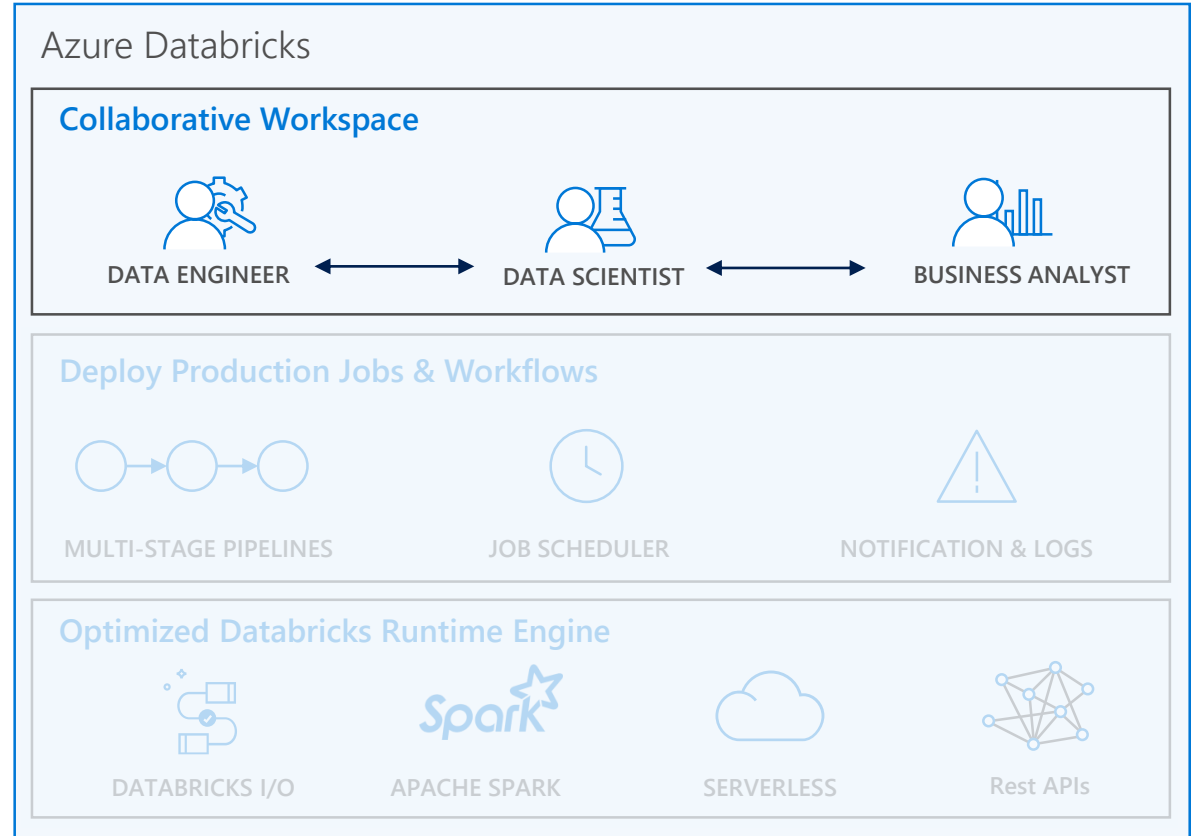 Azure Databricks
Collaborative Workspace
DATA ENGINEER
DATA SCIENTIST
BUSINESS ANALYST
Deploy Production Jobs & Workflows
MULTI-STAGE PIPELINES
JOB SCHEDULER
NOTIFICATION & LOGS
Optimized Databricks Runtime Engine
Spark
DATABRICKS I/O
APACHE SPARK
SERVERLESS
Rest APIs